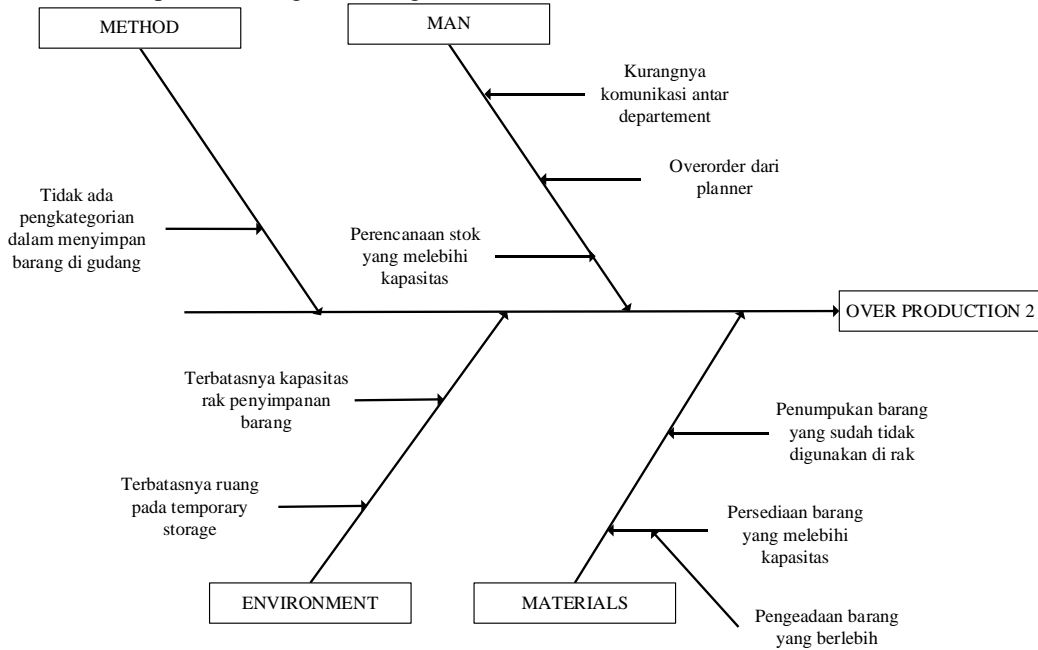 METHOD
MAN
Kurangnya
komunikasi antar
departement
Overorder dari
planner
Tidak ada
pengkategorian
dalam menyimpan
barang di gudang
Perencanaan stok
yang melebihi
kapasitas
OVER PRODUCTION 2
Terbatasnya kapasitas
rak penyimpanan
barang
Penumpukan barang
yang sudah tidak
digunakan di rak
Terbatasnya ruang
pada temporary
storage
Persediaan barang
yang melebihi
kapasitas
ENVIRONMENT
MATERIALS
Pengeadaan barang
yang berlebih